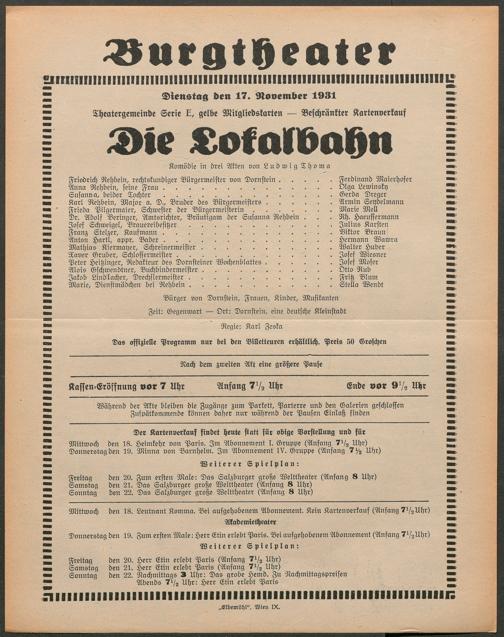 Burgtheater
Dienstag den 17. November 1931
Theatergemeinde Serie E, gelbe Mitgliedskarten — Beschränkter Kartenverkauf
Die Lokalbahn
Komödie in drei Akten von Ludwig Thoma
Friedrich Rehbein, rechtskundiger Bürgermeister von Dornstein . . . . . Ferdinand Maierhofer
Anna Rehbein, seine Frau . . . . . Olga Lewinsky
Susanna, beider Tochter . . . . . Gerda Dreger
Karl Rehbein, Major a. D., Bruder des Bürgermeisters . . . . . Armin Seydelmann
Frieda Pilgermaier, Schwester der Bürgermeisterin . . . . . Marie Mell
Dr. Adolf Beringer, Amtsrichter, Bräutigam der Susanna Rehbein . . . . . Ph. Haeussermann
Josef Schweigel, Brauereibesitzer . . . . . Julius Karsten
Franz Stelzer, Kaufmann . . . . . Viktor Braun
Anton Hartl, appr. Bader . . . . . Hermann Wawra
Mathias Kiermayer, Schreinermeister . . . . . Walter Huber
Xaver Gruber, Schlossermeister . . . . . Josef Wiesner
Peter Heitzinger, Redakteur des Dornsteiner Wochenblattes . . . . . Josef Moser
Alois Gschwendtner, Buchbindermeister . . . . . Otto Rub
Jakob Lindlacher, Drechslermeister . . . . . Fritz Blum
Marie, Dienstmädchen bei Rehbein . . . . . Stella Wendt
Bürger von Dornstein, Frauen, Kinder, Musikanten
Zeit: Gegenwart — Ort: Dornstein, eine deutsche Kleinstadt
Regie: Karl Zeska
Das offizielle Programm nur bei den Billetteuren erhältlich. Preis 50 Groschen
Nach dem zweiten Akt eine größere Pause
Kassen-Eröffnung vor 7 Uhr Anfang 7½ Uhr Ende vor 9½ Uhr
Während der Akte bleiben die Zugänge zum Parkett, Parterre und den Galerien geschlossen
Zuspätkommende können daher nur während der Pausen Einlaß finden
Der Kartenverkauf findet heute statt für obige Vorstellung und für
Mittwoch den 18. Heimkehr von Paris. Im Abonnement I. Gruppe (Anfang 7½ Uhr)
Donnerstag den 19. Minna von Barnhelm. Im Abonnement IV. Gruppe (Anfang 7½ Uhr)
Weiterer Spielplan:
Freitag den 20. Zum ersten Male: Das Salzburger große Welttheater (Anfang 8 Uhr)
Samstag den 21. Das Salzburger große Welttheater (Anfang 8 Uhr)
Sonntag den 22. Das Salzburger große Welttheater (Anfang 8 Uhr)
Mittwoch den 18. Leutnant Komma. Bei aufgehobenem Abonnement. Kein Kartenverkauf (Anfang 7½ Uhr)
Akademietheater
Donnerstag den 19. Zum ersten Male: Herr Etin erlebt Paris. Bei aufgehobenem Abonnement (Anfang 7½ Uhr)
Weiterer Spielplan:
Freitag den 20. Herr Etin erlebt Paris (Anfang 7½ Uhr)
Samstag den 21. Herr Etin erlebt Paris (Anfang 7½ Uhr)
Sonntag den 22. Nachmittags 3 Uhr: Das grobe Hemd. Zu Nachmittagspreisen
Abends 7½ Uhr: Herr Etin erlebt Paris
„Elbemühl“, Wien IX.